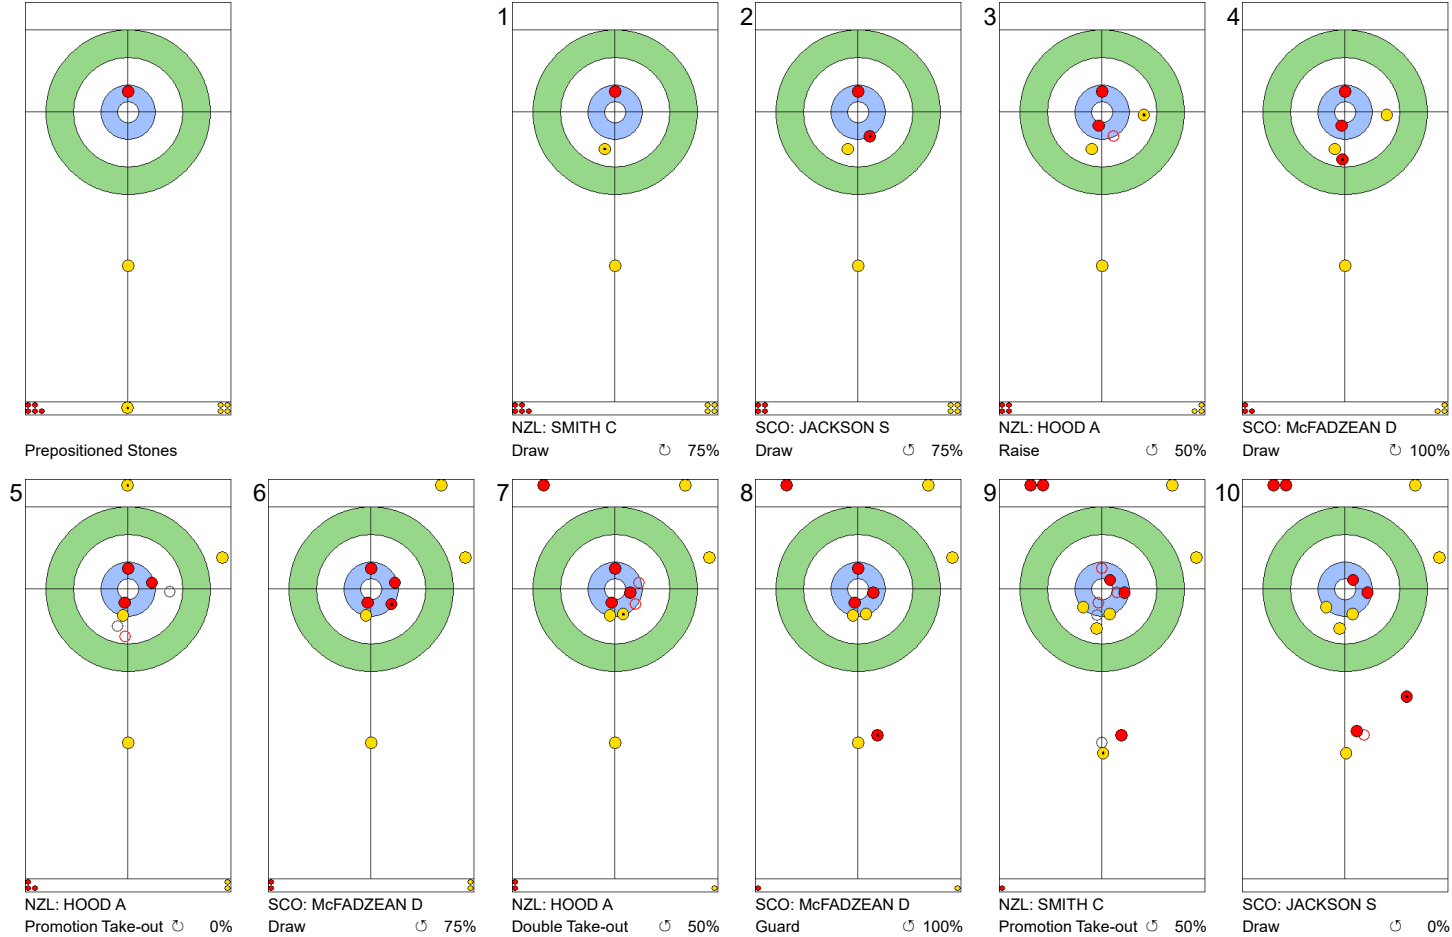 1
2
3
4
Prepositioned Stones
NZL: SMITH C
Draw 75%
SCO: JACKSON S
Draw 75%
NZL: HOOD A
Raise 50%
SCO: McFADZEAN D
Draw 100%
5
6
7
8
9
10
NZL: HOOD A
Promotion Take-out 0%
SCO: McFADZEAN D
Draw 75%
NZL: HOOD A
Double Take-out 50%
SCO: McFADZEAN D
Guard 100%
NZL: SMITH C
Promotion Take-out 50%
SCO: JACKSON S
Draw 0%